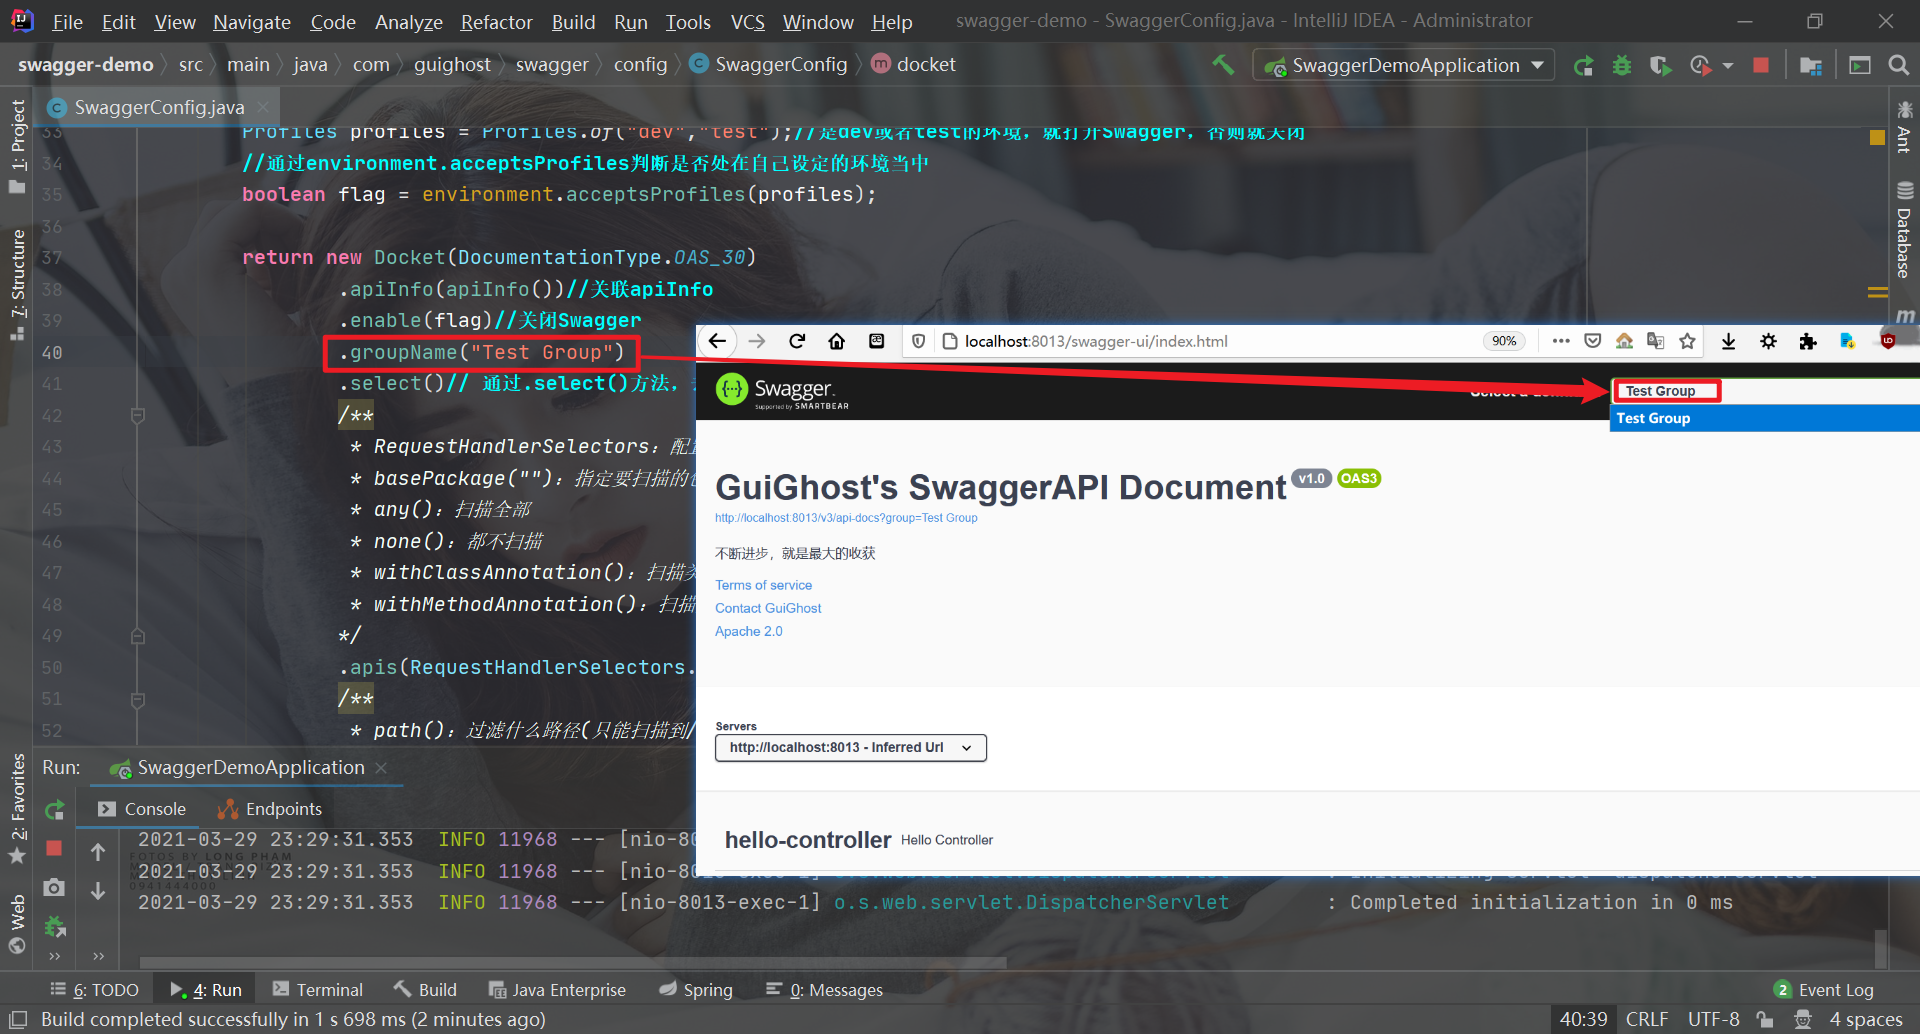 File Edit View Navigate Code Analyze Refactor Build Run Tools VCS Window Help swagger-demo - SwaggerConfig.java - IntelliJ IDEA - Administrator
swagger-demo src main java com guighost swagger config SwaggerConfig docket SwaggerDemoApplication
SwaggerConfig.java
1: Project
7: Structure
2: Favorites
Web
Ant
Database
33 Profiles profiles = Profiles.of("dev","test");//是dev或者test的环境，就打开Swagger，否则就关闭
34 //通过environment.acceptsProfiles判断是否处在自己设定的环境当中
35 boolean flag = environment.acceptsProfiles(profiles);
36
37 return new Docket(DocumentationType.OAS_30)
38 .apiInfo(apiInfo())//关联apiInfo
39 .enable(flag)//关闭Swagger
40 .groupName("Test Group")
41 .select()// 通过.select()方法，
42 /**
43 * RequestHandlerSelectors：配
44 * basePackage("")：指定要扫描的
45 * any()：扫描全部
46 * none()：都不扫描
47 * withClassAnnotation()：扫描
48 * withMethodAnnotation()：扫描
49 */
50 .apis(RequestHandlerSelectors.
51 /**
52 * path()：过滤什么路径(只能扫描到/
localhost:8013/swagger-ui/index.html 90%
Swagger.
Supported by SMARTBEAR
Select a
Test Group
Test Group
GuiGhost's SwaggerAPI Document v1.0 OAS3
http://localhost:8013/v3/api-docs?group=Test Group
不断进步，就是最大的收获
Terms of service
Contact GuiGhost
Apache 2.0
Servers
http://localhost:8013 - Inferred Url
hello-controller Hello Controller
Run: SwaggerDemoApplication
Console Endpoints
2021-03-29 23:29:31.353 INFO 11968 --- [nio-8
2021-03-29 23:29:31.353 INFO 11968 --- [nio-8013-exec-1] o.s.web.servlet.DispatcherServlet : Initializing Servlet 'dispatcherServlet'
2021-03-29 23:29:31.353 INFO 11968 --- [nio-8013-exec-1] o.s.web.servlet.DispatcherServlet : Completed initialization in 0 ms
FOTOS BY LONG PHAM
0941444000
6: TODO 4: Run Terminal Build Java Enterprise Spring 0: Messages 2 Event Log
Build completed successfully in 1 s 698 ms (2 minutes ago) 40:39 CRLF UTF-8 4 spaces